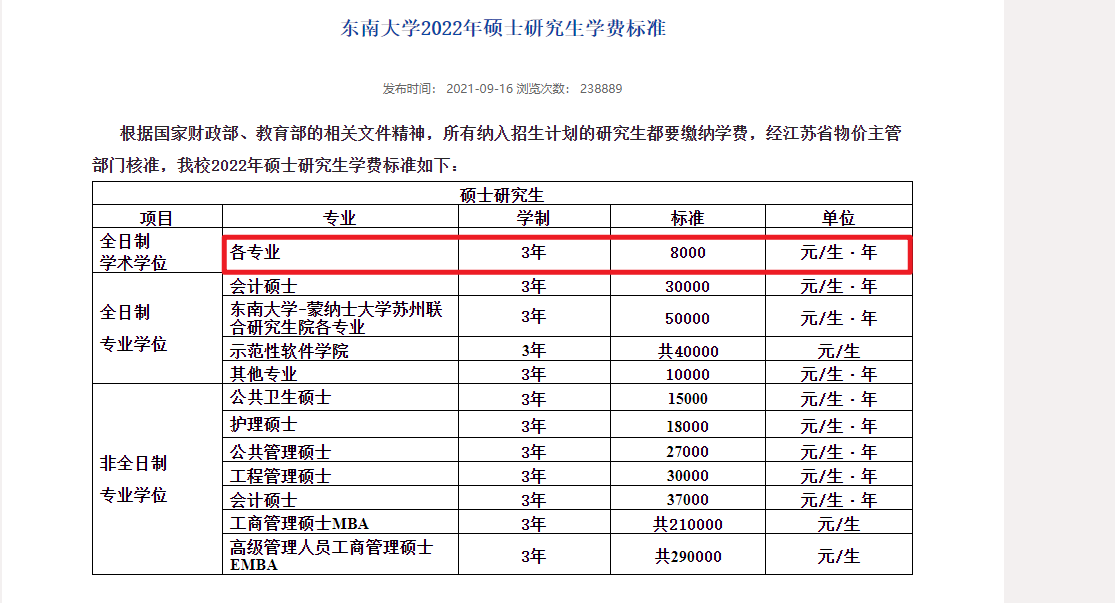 东南大学2022年硕士研究生学费标准
发布时间： 2021-09-16 浏览次数： 238889
根据国家财政部、教育部的相关文件精神，所有纳入招生计划的研究生都要缴纳学费，经江苏省物价主管
部门核准，我校2022年硕士研究生学费标准如下：
硕士研究生
项目 专业 学制 标准 单位
全日制
学术学位
各专业 3年 8000 元/生·年
全日制
专业学位
会计硕士 3年 30000 元/生·年
东南大学-蒙纳士大学苏州联
合研究生院各专业 3年 50000 元/生·年
示范性软件学院 3年 共40000 元/生
其他专业 3年 10000 元/生·年
非全日制
专业学位
公共卫生硕士 3年 15000 元/生·年
护理硕士 3年 18000 元/生·年
公共管理硕士 3年 27000 元/生·年
工程管理硕士 3年 30000 元/生·年
会计硕士 3年 37000 元/生·年
工商管理硕士MBA 3年 共210000 元/生
高级管理人员工商管理硕士
EMBA 3年 共290000 元/生